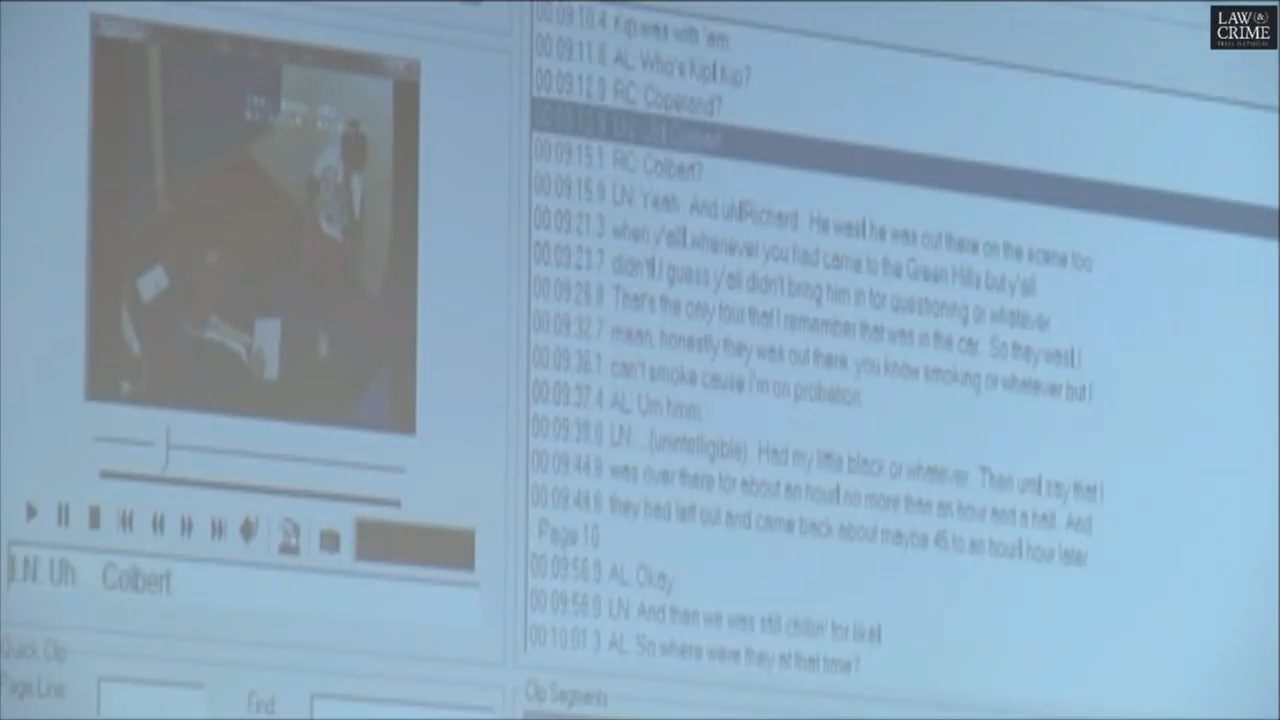 LAW & CRIME
TRIAL NETWORK
00:09:10.4 Kip was with 'em
00:09:11.6 AL: Who's Kip! Kip?
00:09:12.9 RC: Copeland?
00:09:15.1 RC: Colbert?
00:09:15.9 LN: Yeah. And uh! Richard. He was! he was out there on the scene too
00:09:21.3 when y'all! whenever you had came to the Green Hills but y'all
00:09:23.7 didn't! I guess y'all didn't bring him in for questioning or whatever.
00:09:28.8 That's the only four that I remember that was in the car. So they was! I
00:09:32.7 mean, honestly they was out there, you know smoking or whatever but I
00:09:36.1 can't smoke cause I'm on probation.
00:09:37.4 AL: Um hmm.
00:09:39.0 LN: ...(unintelligible). Had my little black or whatever. Then um! say that I
00:09:44.9 was over there for about an hour! no more than an hour and a half. And
00:09:49.6 they had left out and came back about maybe 45 to an hour! hour later.
Page 10
00:09:56.9 AL: Okay
00:09:58.0 LN: And then we was still chillin' for like!
00:10:01.3 AL: So where were they at that time?
LN: Uh Colbert
Quick Clip
Page Line
Find
Clip Segments